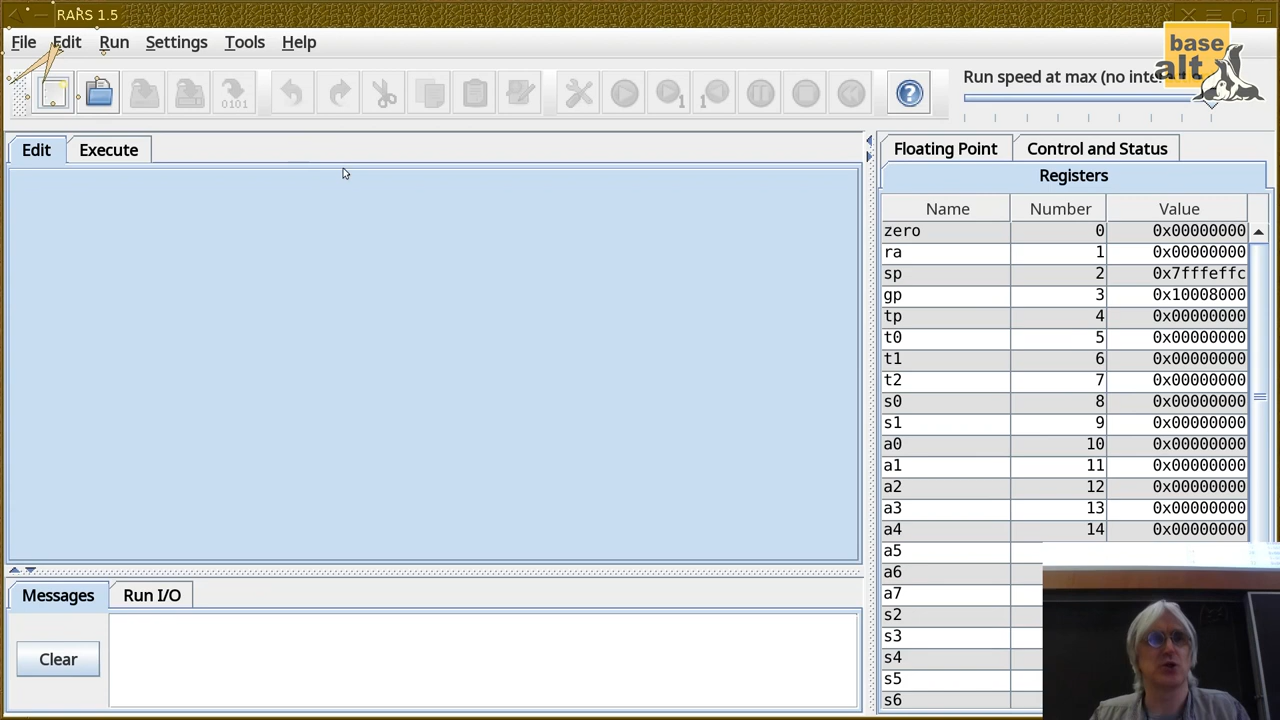 RARS 1.5
File Edit Run Settings Tools Help
base
alt
Run speed at max (no inte
0101
1
1
?
Edit Execute
Floating Point Control and Status
Registers
Name Number Value
zero 0 0x00000000
ra 1 0x00000000
sp 2 0x7fffeffc
gp 3 0x10008000
tp 4 0x00000000
t0 5 0x00000000
t1 6 0x00000000
t2 7 0x00000000
s0 8 0x00000000
s1 9 0x00000000
a0 10 0x00000000
a1 11 0x00000000
a2 12 0x00000000
a3 13 0x00000000
a4 14 0x00000000
a5
a6
a7
s2
s3
s4
s5
s6
Messages Run I/O
Clear